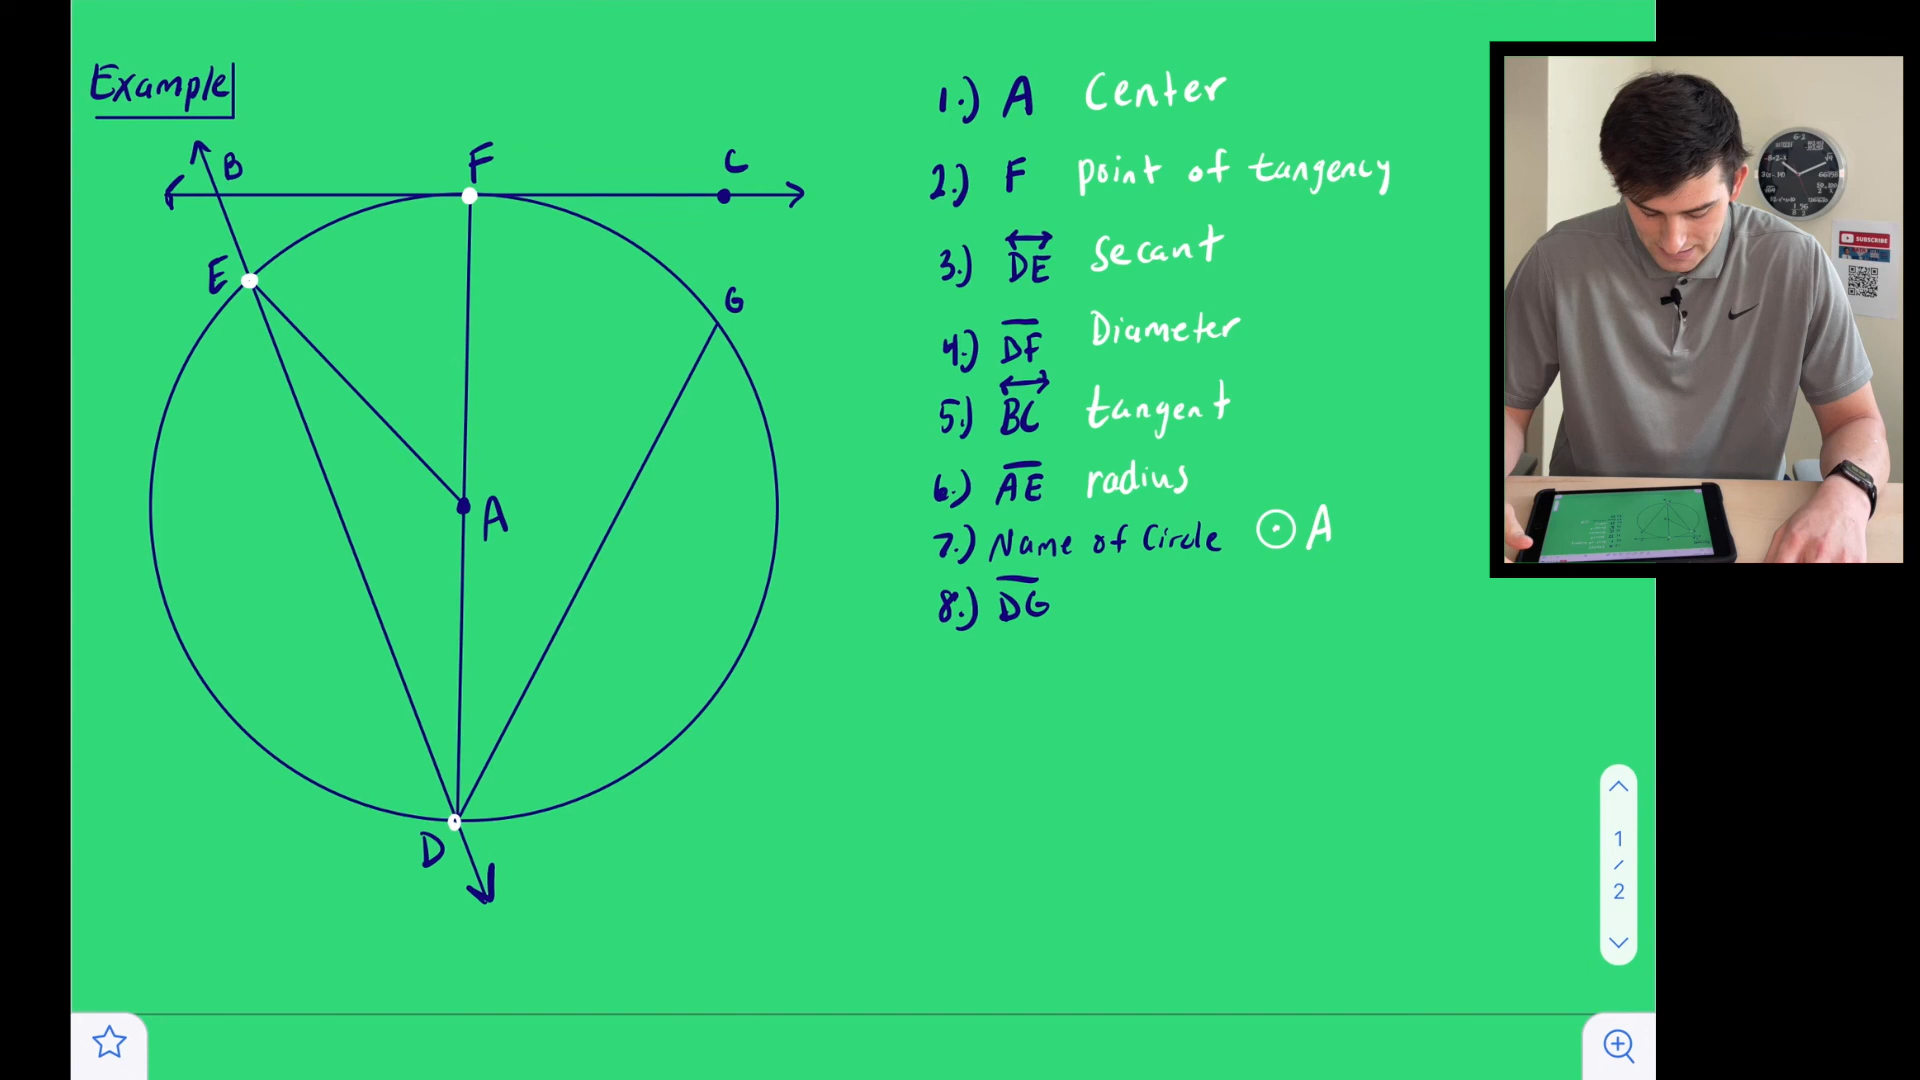 Example
B
F
C
E
G
A
D
1.) A Center
2.) F point of tangency
3.) DE secant
4.) DF Diameter
5.) BC tangent
6.) AE radius
7.) Name of Circle ⊙ A
8.) DG
1
/
2
SUBSCRIBE